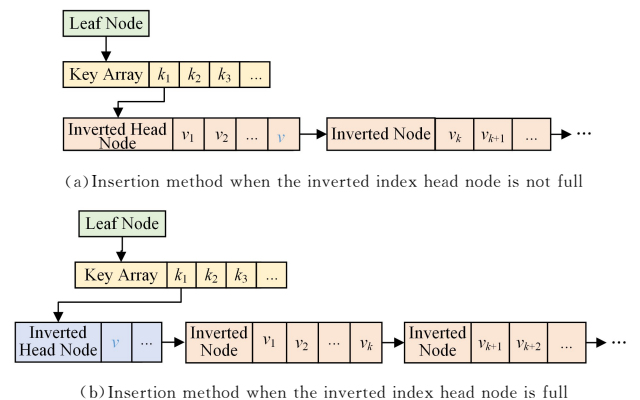 Leaf Node
Key Array k1 k2 k3 ...
Inverted Head Node v1 v2 ... v Inverted Node vk vk+1 ... ...
(a)Insertion method when the inverted index head node is not full
Leaf Node
Key Array k1 k2 k3 ...
Inverted Head Node v ... Inverted Node v1 v2 ... vk Inverted Node vk+1 vk+2 ... ...
(b)Insertion method when the inverted index head node is full